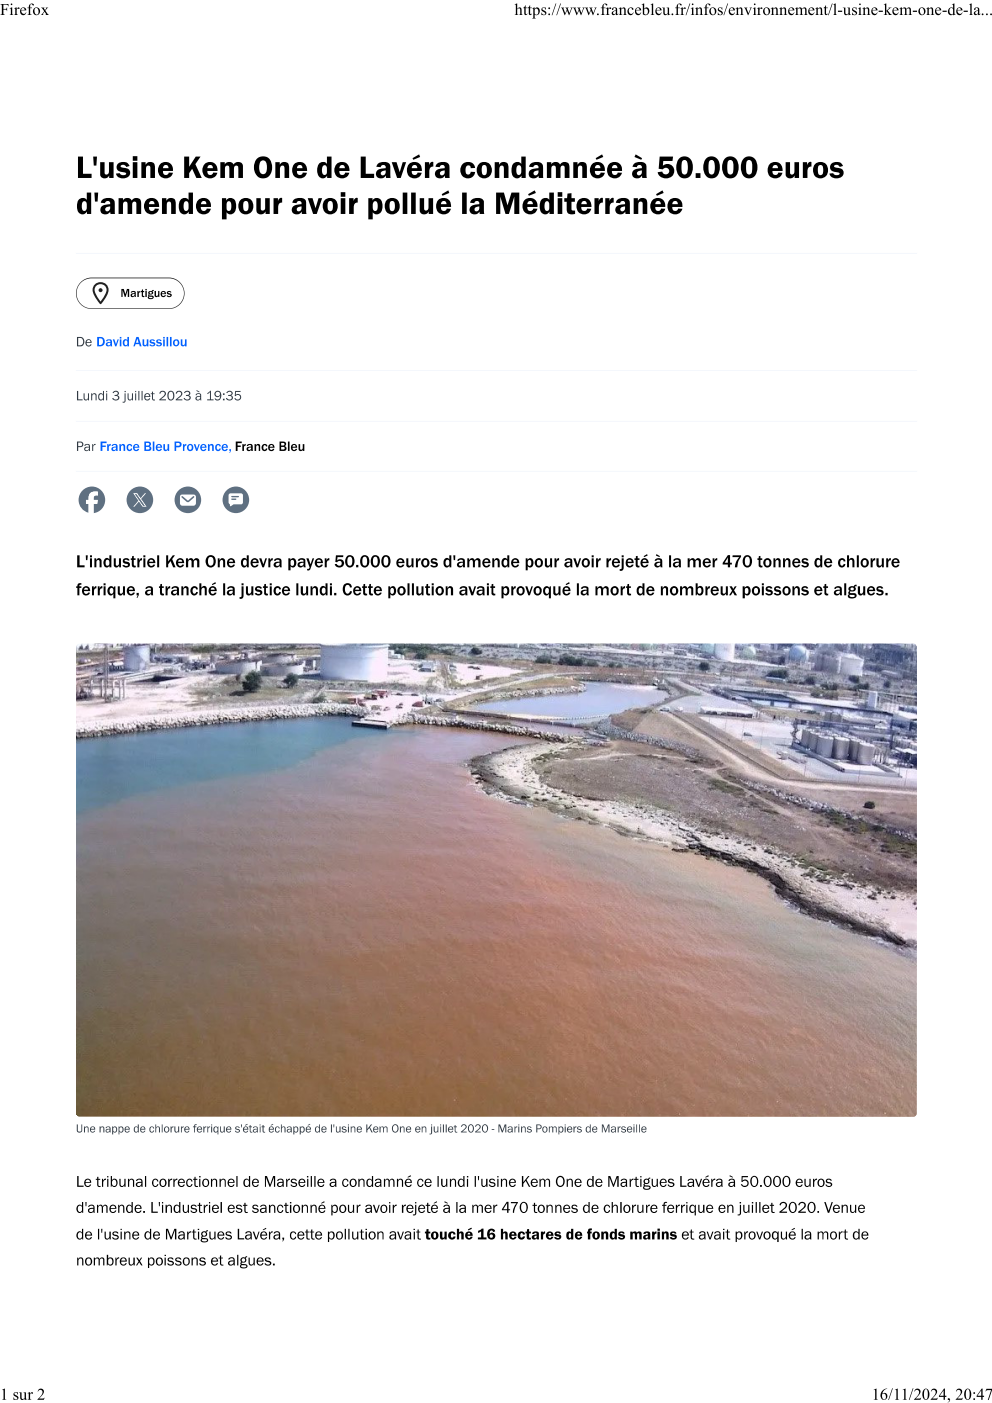 Firefox
https://www.francebleu.fr/infos/environnement/l-usine-kem-one-de-la...
L'usine Kem One de Lavéra condamnée à 50.000 euros
d'amende pour avoir pollué la Méditerranée
Martigues
De David Aussillou
Lundi 3 juillet 2023 à 19:35
Par France Bleu Provence, France Bleu
L'industriel Kem One devra payer 50.000 euros d'amende pour avoir rejeté à la mer 470 tonnes de chlorure
ferrique, a tranché la justice lundi. Cette pollution avait provoqué la mort de nombreux poissons et algues.
Une nappe de chlorure ferrique s'était échappé de l'usine Kem One en juillet 2020 - Marins Pompiers de Marseille
Le tribunal correctionnel de Marseille a condamné ce lundi l'usine Kem One de Martigues Lavéra à 50.000 euros
d'amende. L'industriel est sanctionné pour avoir rejeté à la mer 470 tonnes de chlorure ferrique en juillet 2020. Venue
de l'usine de Martigues Lavéra, cette pollution avait touché 16 hectares de fonds marins et avait provoqué la mort de
nombreux poissons et algues.
1 sur 2
16/11/2024, 20:47